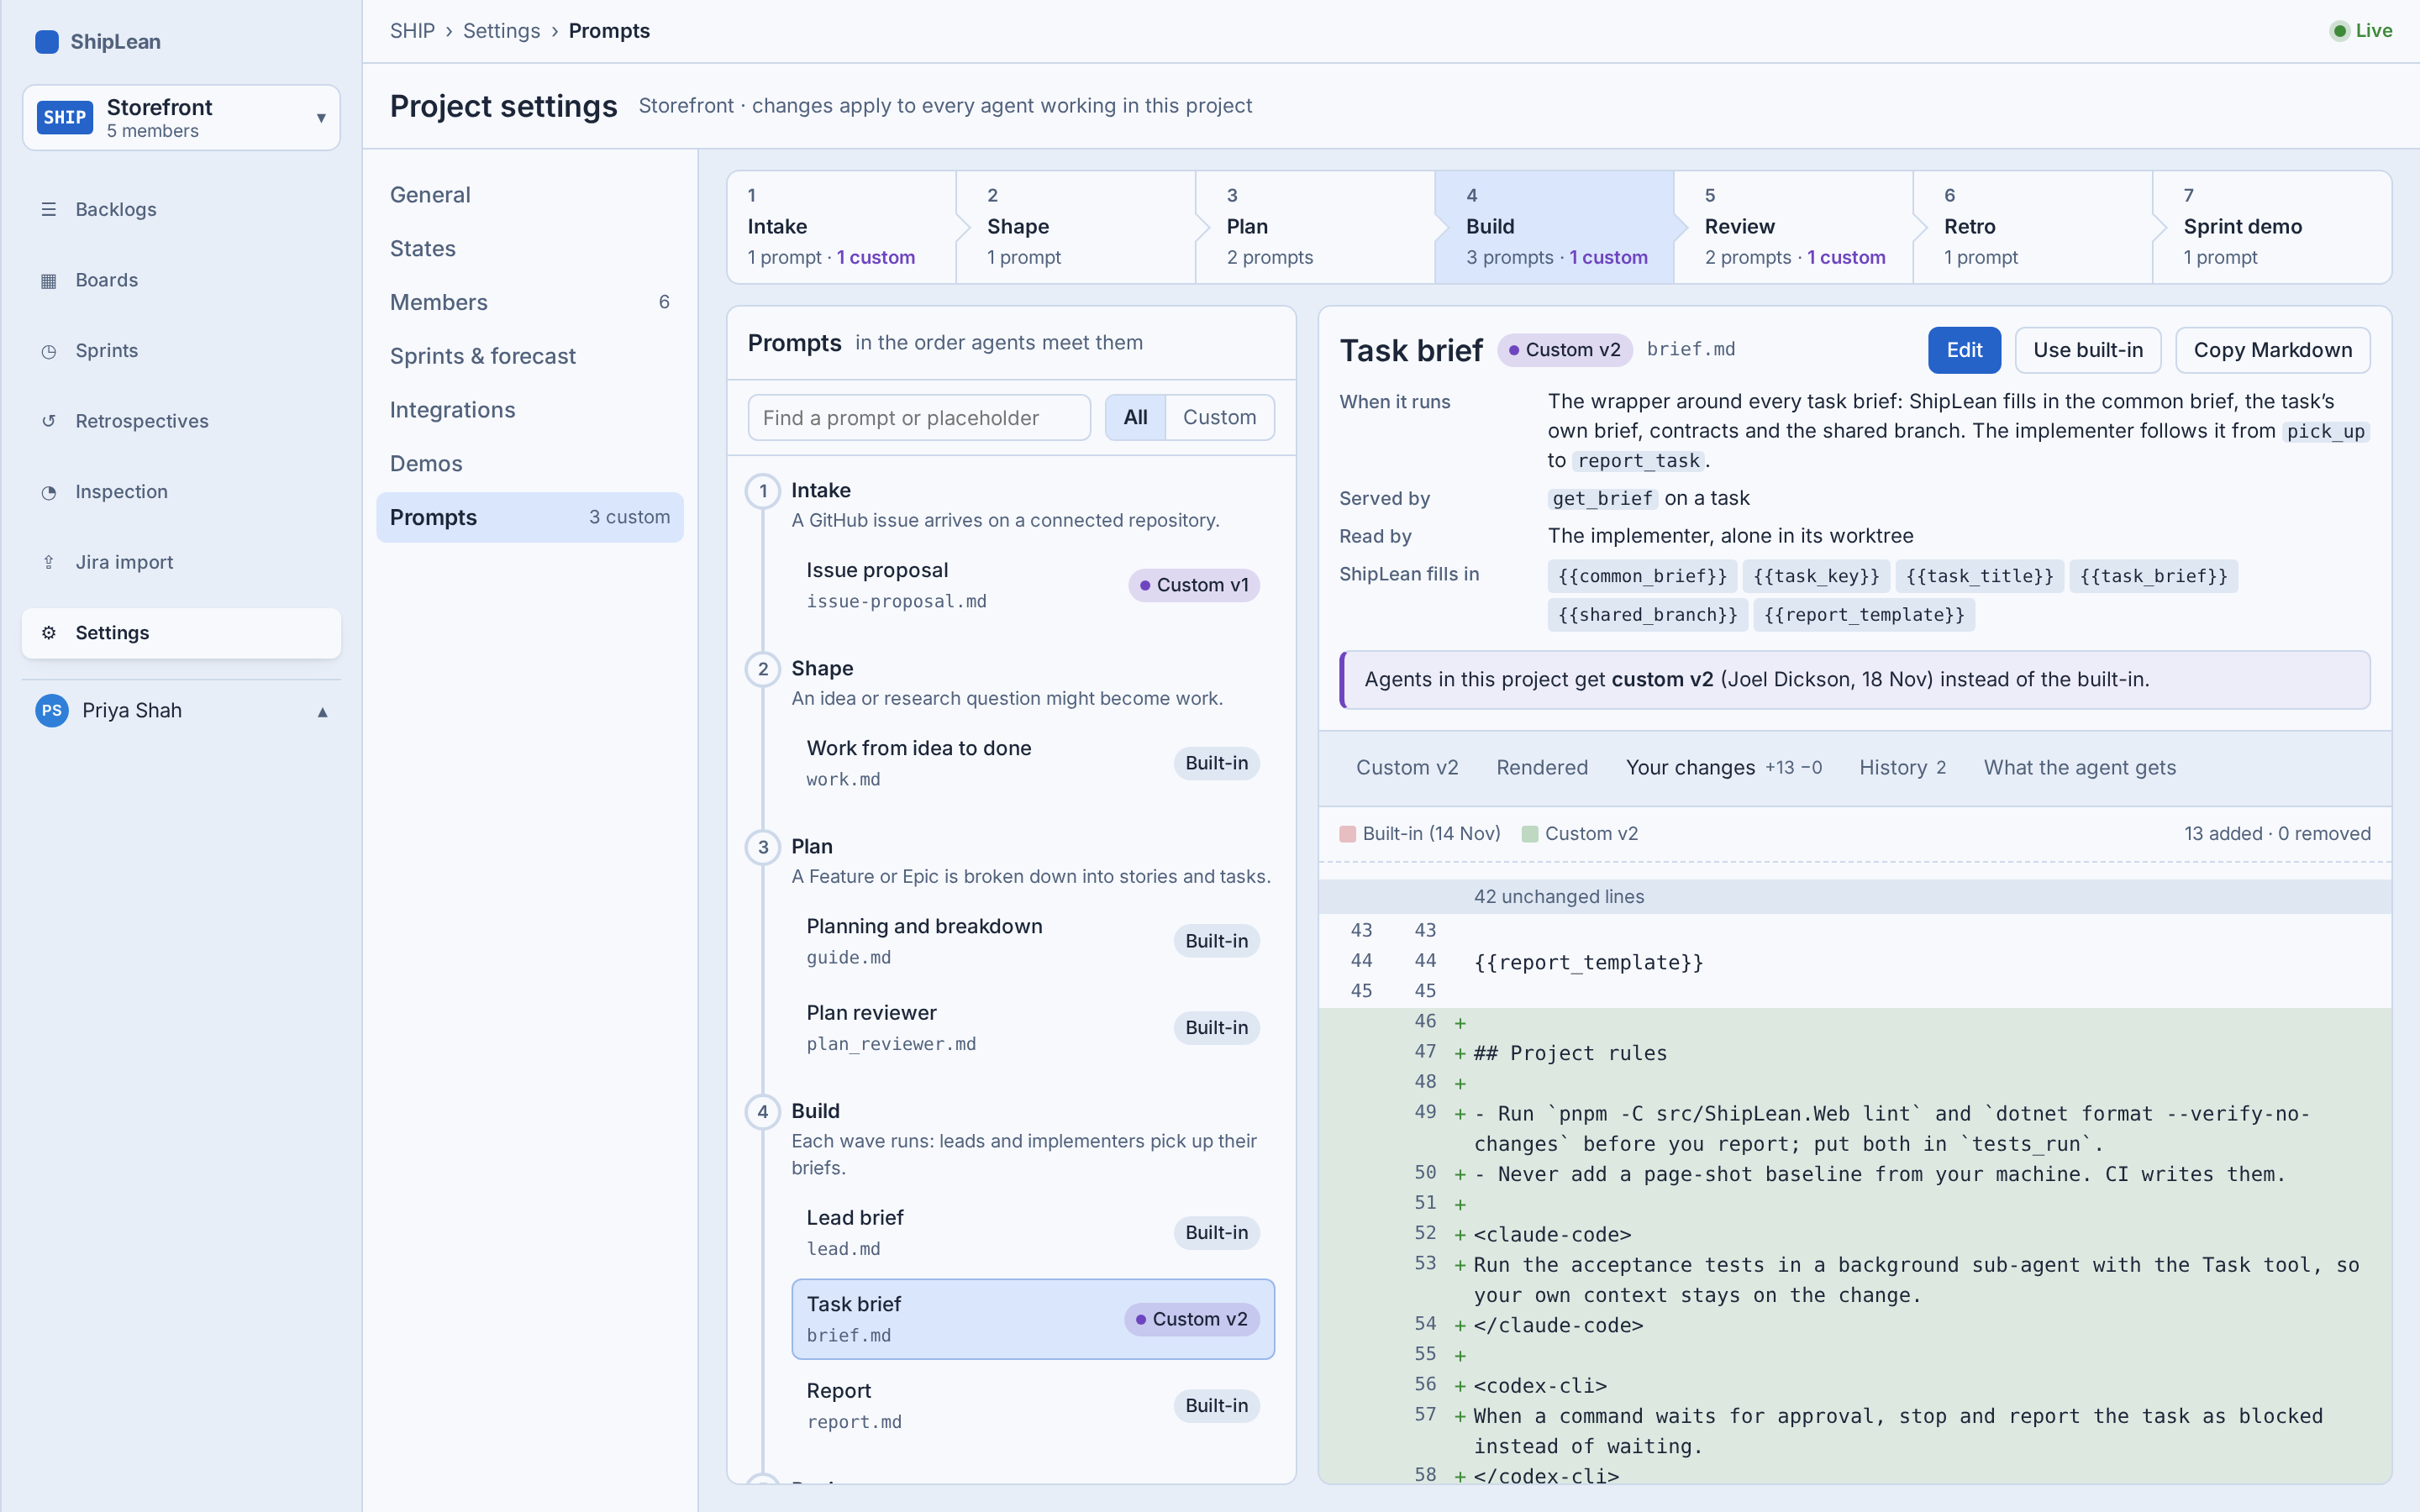 ShipLean
SHIP
Storefront
5 members
Backlogs
Boards
Sprints
Retrospectives
Inspection
Jira import
Settings
PS
Priya Shah
SHIP › Settings › Prompts
Live
Project settings
Storefront · changes apply to every agent working in this project
General
States
Members 6
Sprints & forecast
Integrations
Demos
Prompts 3 custom
1
Intake
1 prompt · 1 custom
2
Shape
1 prompt
3
Plan
2 prompts
4
Build
3 prompts · 1 custom
5
Review
2 prompts · 1 custom
6
Retro
1 prompt
7
Sprint demo
1 prompt
Prompts in the order agents meet them
Find a prompt or placeholder
All
Custom
1 Intake
A GitHub issue arrives on a connected repository.
Issue proposal
issue-proposal.md
Custom v1
2 Shape
An idea or research question might become work.
Work from idea to done
work.md
Built-in
3 Plan
A Feature or Epic is broken down into stories and tasks.
Planning and breakdown
guide.md
Built-in
Plan reviewer
plan_reviewer.md
Built-in
4 Build
Each wave runs: leads and implementers pick up their
briefs.
Lead brief
lead.md
Built-in
Task brief
brief.md
Custom v2
Report
report.md
Built-in
Task brief
Custom v2
brief.md
Edit
Use built-in
Copy Markdown
When it runs
The wrapper around every task brief: ShipLean fills in the common brief, the task’s
own brief, contracts and the shared branch. The implementer follows it from pick_up
to report_task.
Served by
get_brief on a task
Read by
The implementer, alone in its worktree
ShipLean fills in
{{common_brief}} {{task_key}} {{task_title}} {{task_brief}}
{{shared_branch}} {{report_template}}
Agents in this project get custom v2 (Joel Dickson, 18 Nov) instead of the built-in.
Custom v2
Rendered
Your changes +13 −0
History 2
What the agent gets
Built-in (14 Nov)
Custom v2
13 added · 0 removed
42 unchanged lines
43 43
44 44 {{report_template}}
45 45
46 +
47 + ## Project rules
48 +
49 + - Run `pnpm -C src/ShipLean.Web lint` and `dotnet format --verify-no-
changes` before you report; put both in `tests_run`.
50 + - Never add a page-shot baseline from your machine. CI writes them.
51 +
52 + <claude-code>
53 + Run the acceptance tests in a background sub-agent with the Task tool, so
your own context stays on the change.
54 + </claude-code>
55 +
56 + <codex-cli>
57 + When a command waits for approval, stop and report the task as blocked
instead of waiting.
58 + </codex-cli>